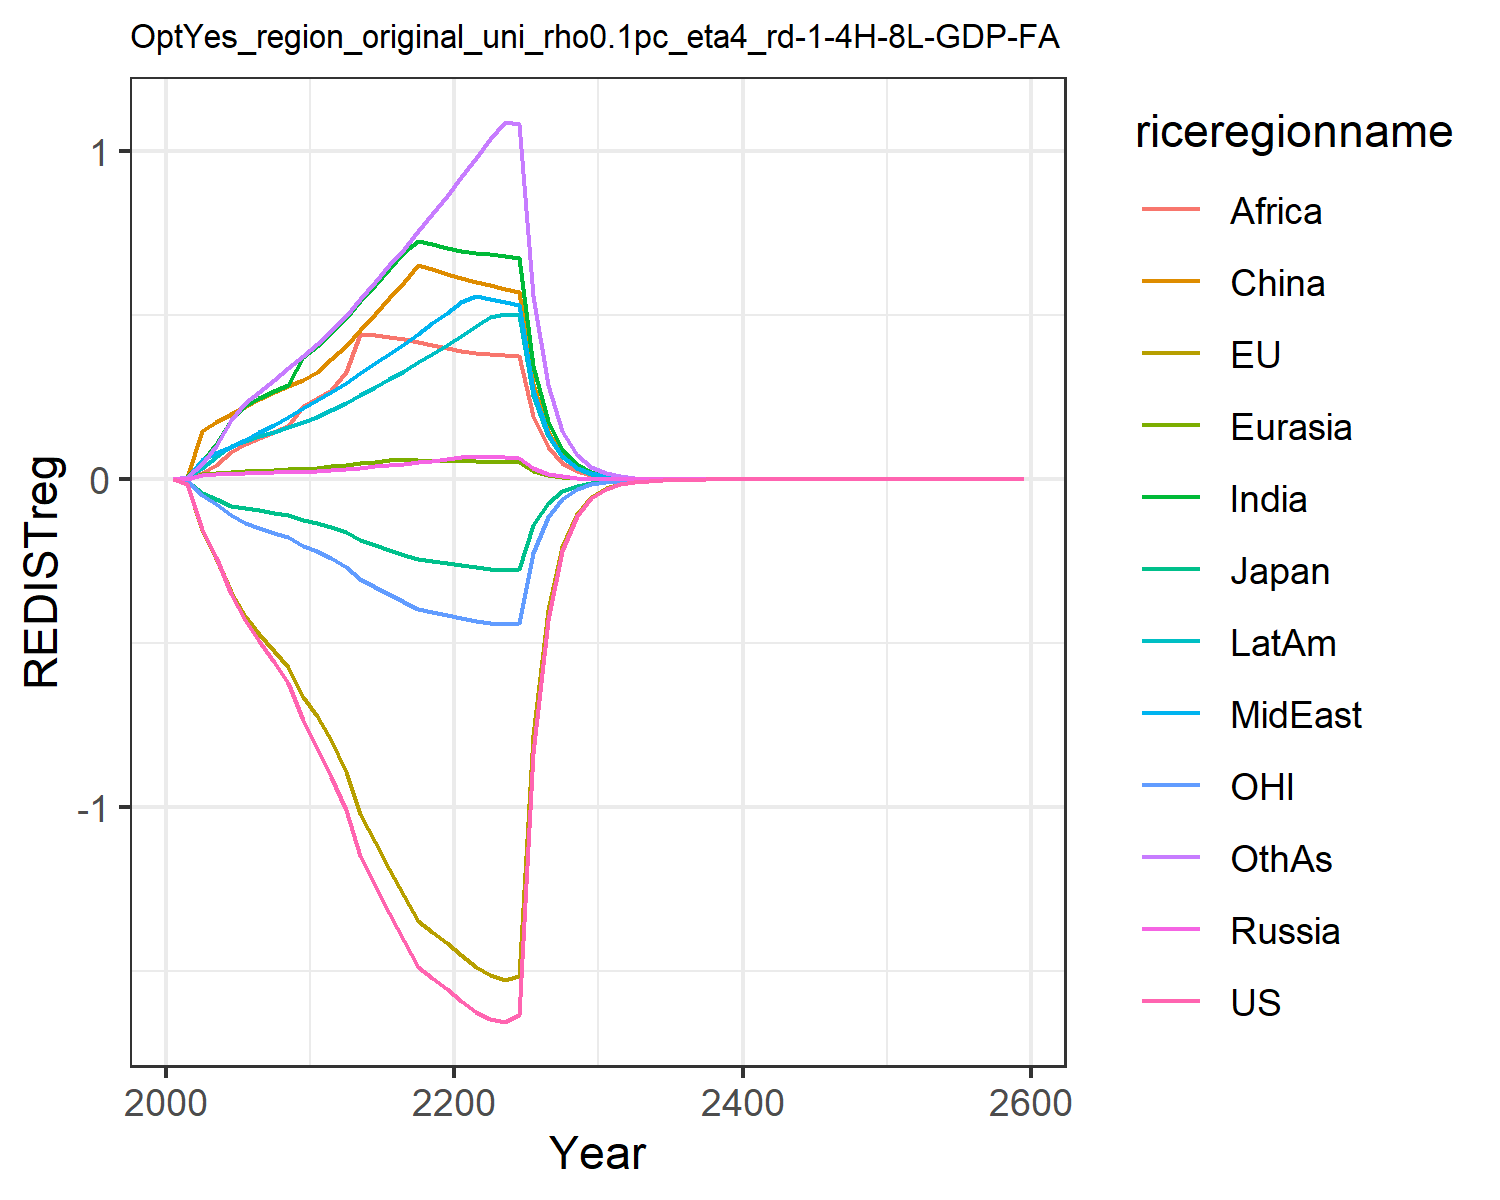 OptYes_region_original_uni_rho0.1pc_eta4_rd-1-4H-8L-GDP-FA
1
0
-1
REDISTreg
2000
2200
2400
2600
Year
riceregionname
Africa
China
EU
Eurasia
India
Japan
LatAm
MidEast
OHI
OthAs
Russia
US